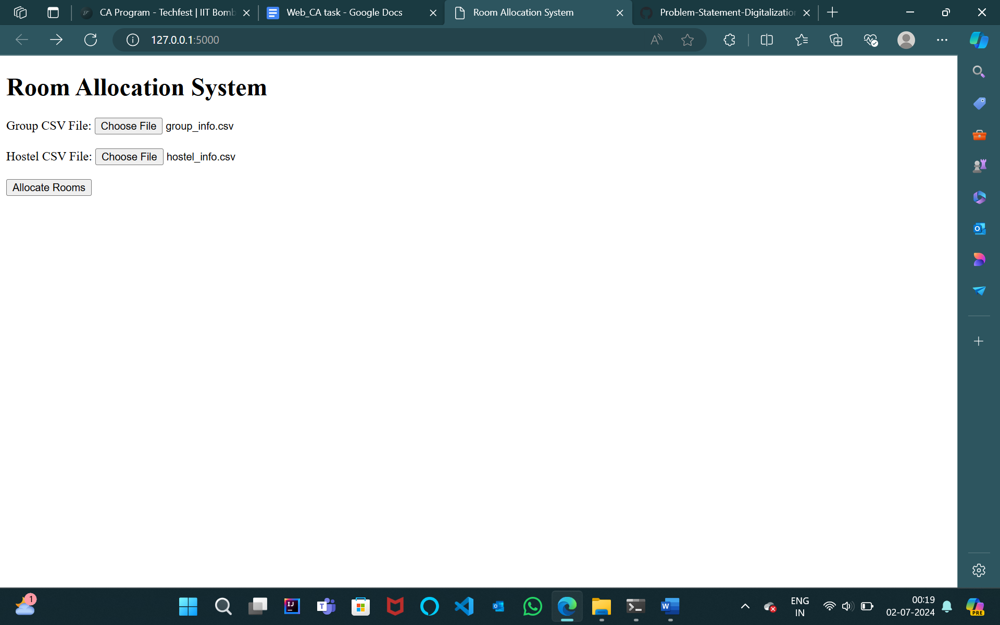 CA Program - Techfest | IIT Bomb
Web_CA task - Google Docs
Room Allocation System
Problem-Statement-Digitalization
127.0.0.1:5000
Room Allocation System
Group CSV File: Choose File group_info.csv
Hostel CSV File: Choose File hostel_info.csv
Allocate Rooms
1
ENG
IN
00:19
02-07-2024
PRE